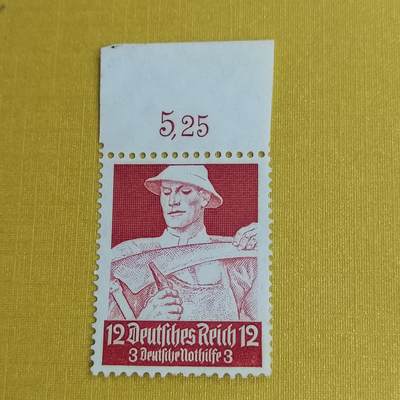 5,25
12 Deutsches Reich 12
3 Deutsche Nothilfe 3